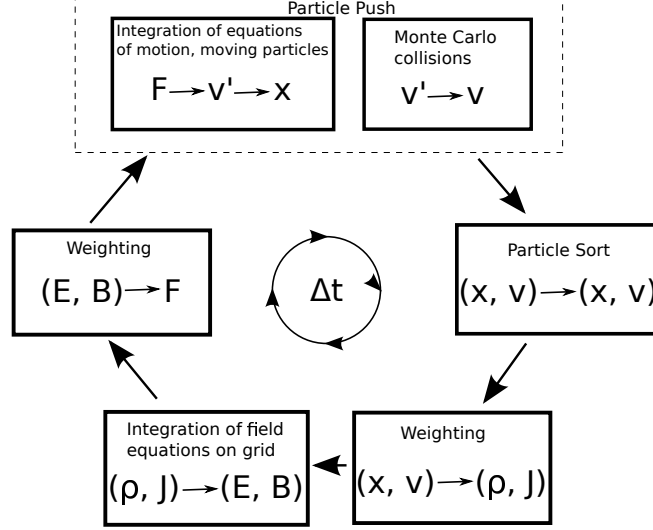 Particle Push
Integration of equations
of motion, moving particles
F→v'→x
Monte Carlo
collisions
v'→v
Weighting
(E, B)→F
Δt
Particle Sort
(x, v)→(x, v)
Integration of field
equations on grid
(ρ, J)→(E, B)
Weighting
(x, v)→(ρ, J)